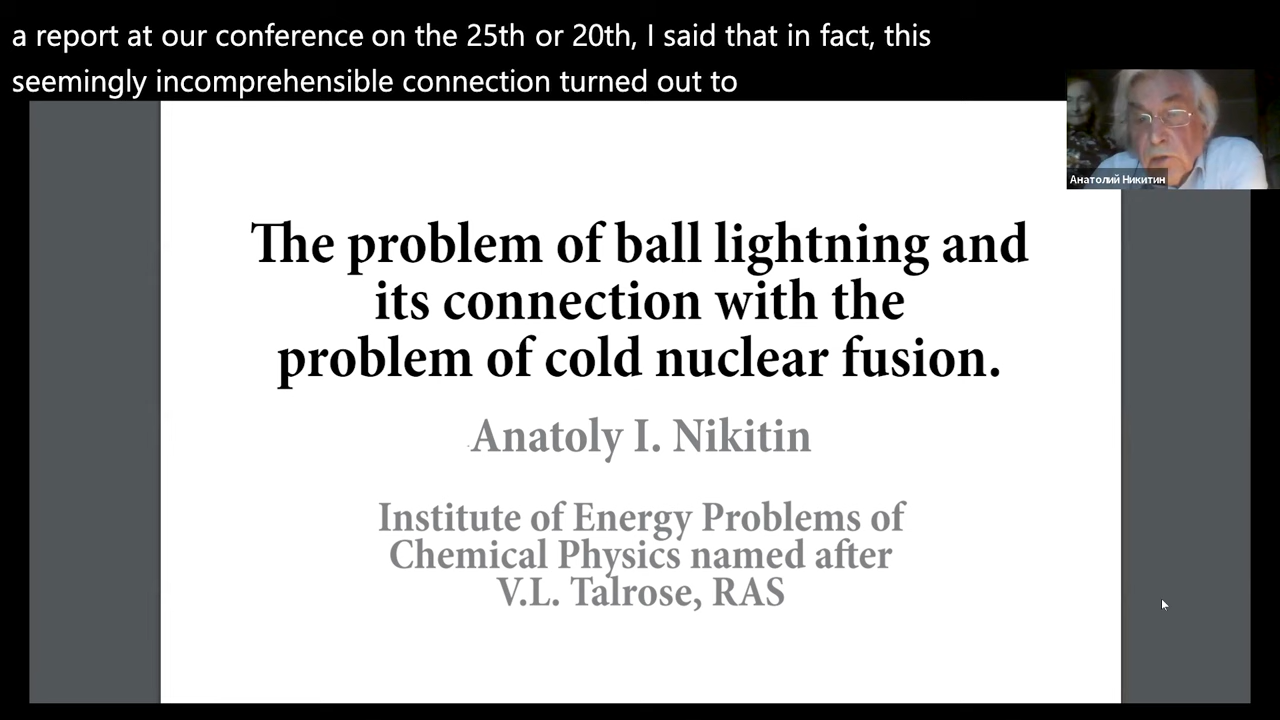 a report at our conference on the 25th or 20th, I said that in fact, this
seemingly incomprehensible connection turned out to
Анатолий Никитин
The problem of ball lightning and
its connection with the
problem of cold nuclear fusion.
Anatoly I. Nikitin
Institute of Energy Problems of
Chemical Physics named after
V.L. Talrose, RAS